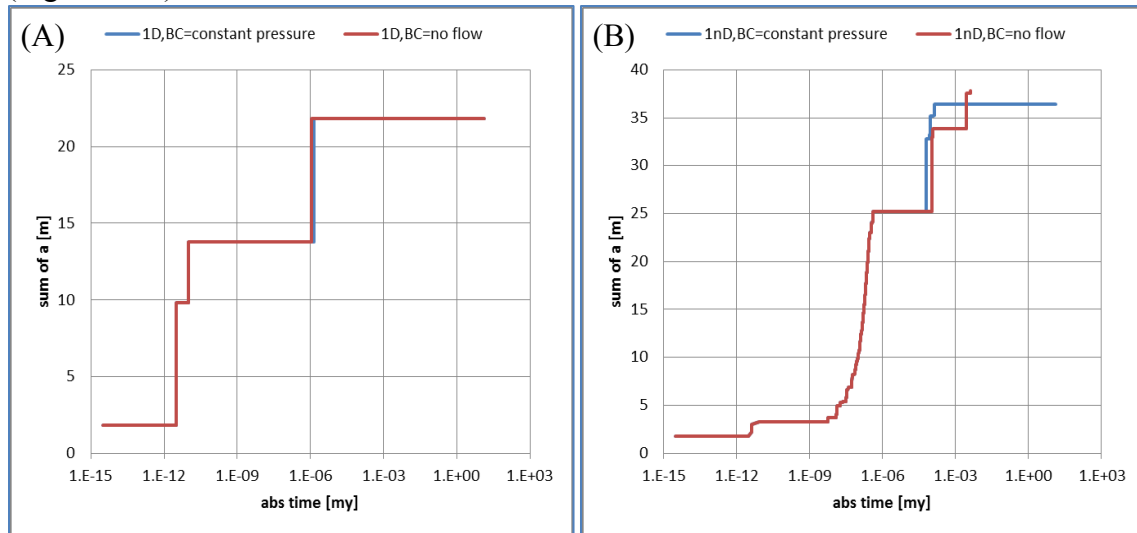 (A)
1D,BC=constant pressure 1D,BC=no flow
25
20
15
10
5
0
sum of a [m]
1.E-15 1.E-12 1.E-09 1.E-06 1.E-03 1.E+00 1.E+03
abs time [my]
(B)
1nD,BC=constant pressure 1nD,BC=no flow
40
35
30
25
20
15
10
5
0
sum of a [m]
1.E-15 1.E-12 1.E-09 1.E-06 1.E-03 1.E+00 1.E+03
abs time [my]